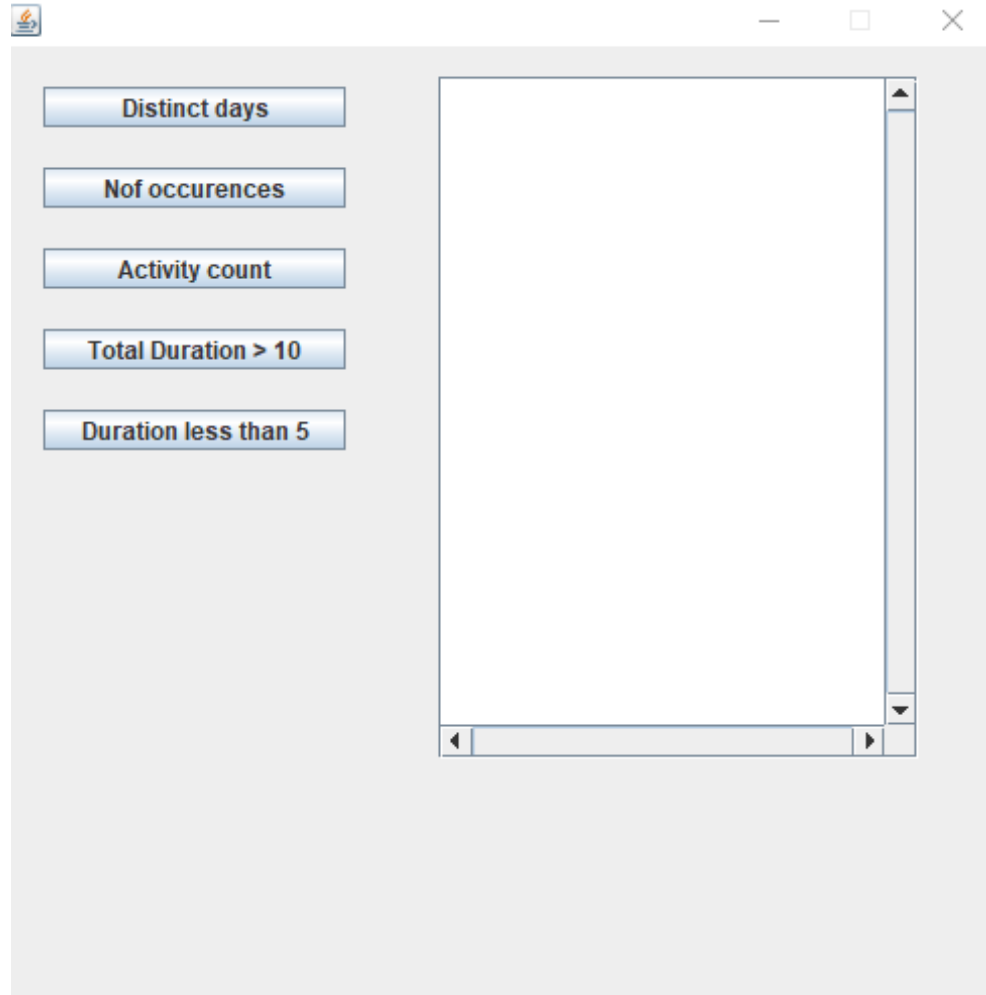 Distinct days
Nof occurences
Activity count
Total Duration > 10
Duration less than 5